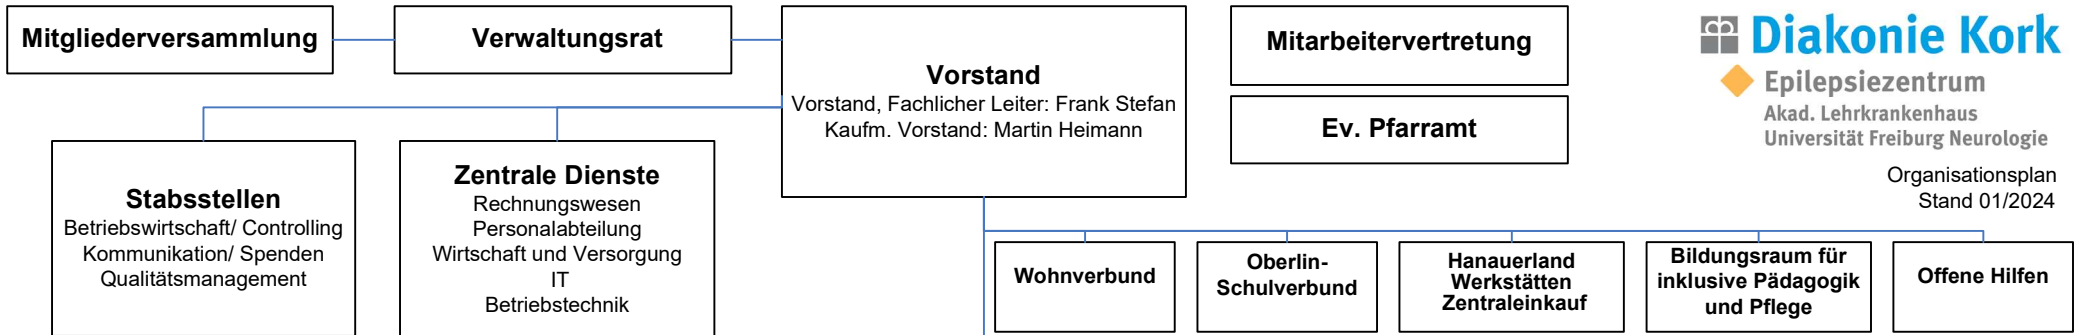 Mitgliederversammlung
Verwaltungsrat
Vorstand
Vorstand, Fachlicher Leiter: Frank Stefan
Kaufm. Vorstand: Martin Heimann
Mitarbeitervertretung
Ev. Pfarramt
Diakonie Kork
Epilepsiezentrum
Akad. Lehrkrankenhaus
Universität Freiburg Neurologie
Organisationsplan
Stand 01/2024
Stabsstellen
Betriebswirtschaft/ Controlling
Kommunikation/ Spenden
Qualitätsmanagement
Zentrale Dienste
Rechnungswesen
Personalabteilung
Wirtschaft und Versorgung
IT
Betriebstechnik
Wohnverbund
Oberlin-
Schulverbund
Hanauerland
Werkstätten
Zentraleinkauf
Bildungsraum für
inklusive Pädagogik
und Pflege
Offene Hilfen